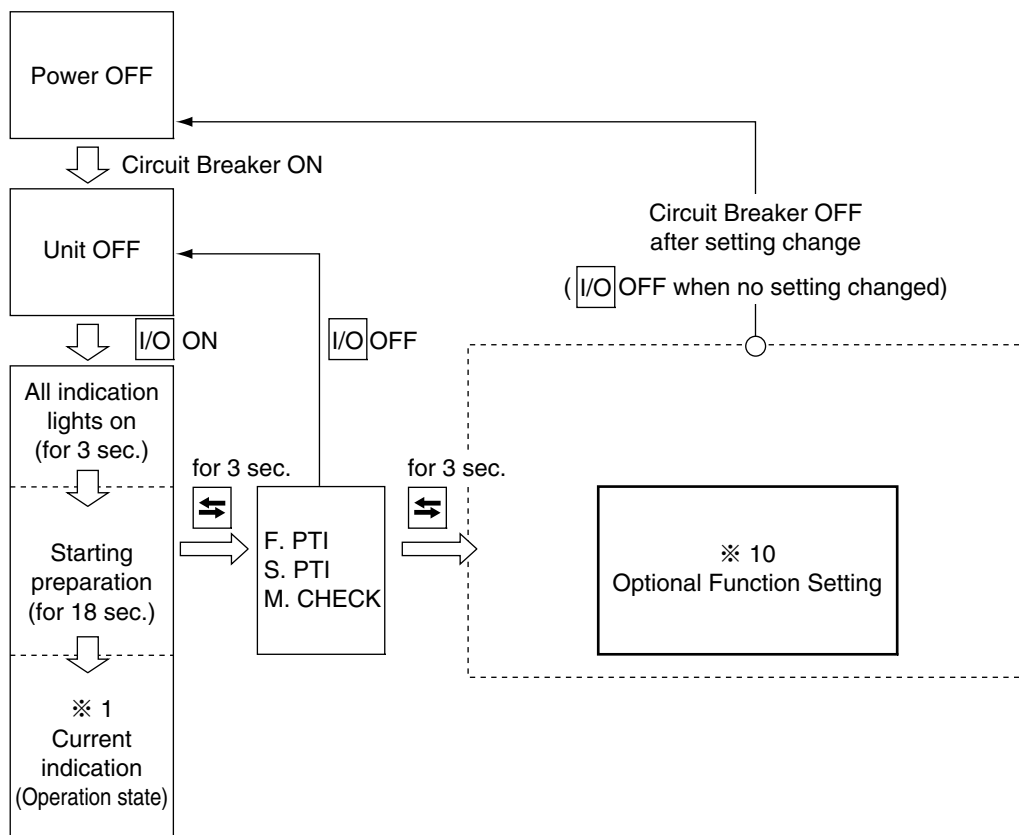 Power OFF
Circuit Breaker ON
Unit OFF
I/O ON
All indication
lights on
(for 3 sec.)
Starting
preparation
(for 18 sec.)
※ 1
Current
indication
(Operation state)
for 3 sec.
I/O OFF
F. PTI
S. PTI
M. CHECK
for 3 sec.
Circuit Breaker OFF
after setting change
( I/O OFF when no setting changed)
※ 10
Optional Function Setting